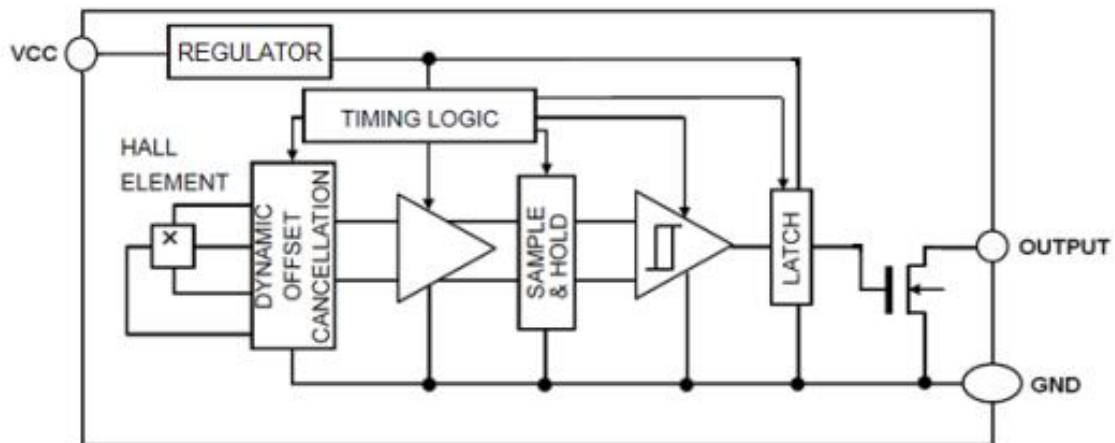 VCC
REGULATOR
TIMING LOGIC
HALL
ELEMENT
×
DYNAMIC
OFFSET
CANCELLATION
SAMPLE
& HOLD
LATCH
OUTPUT
GND